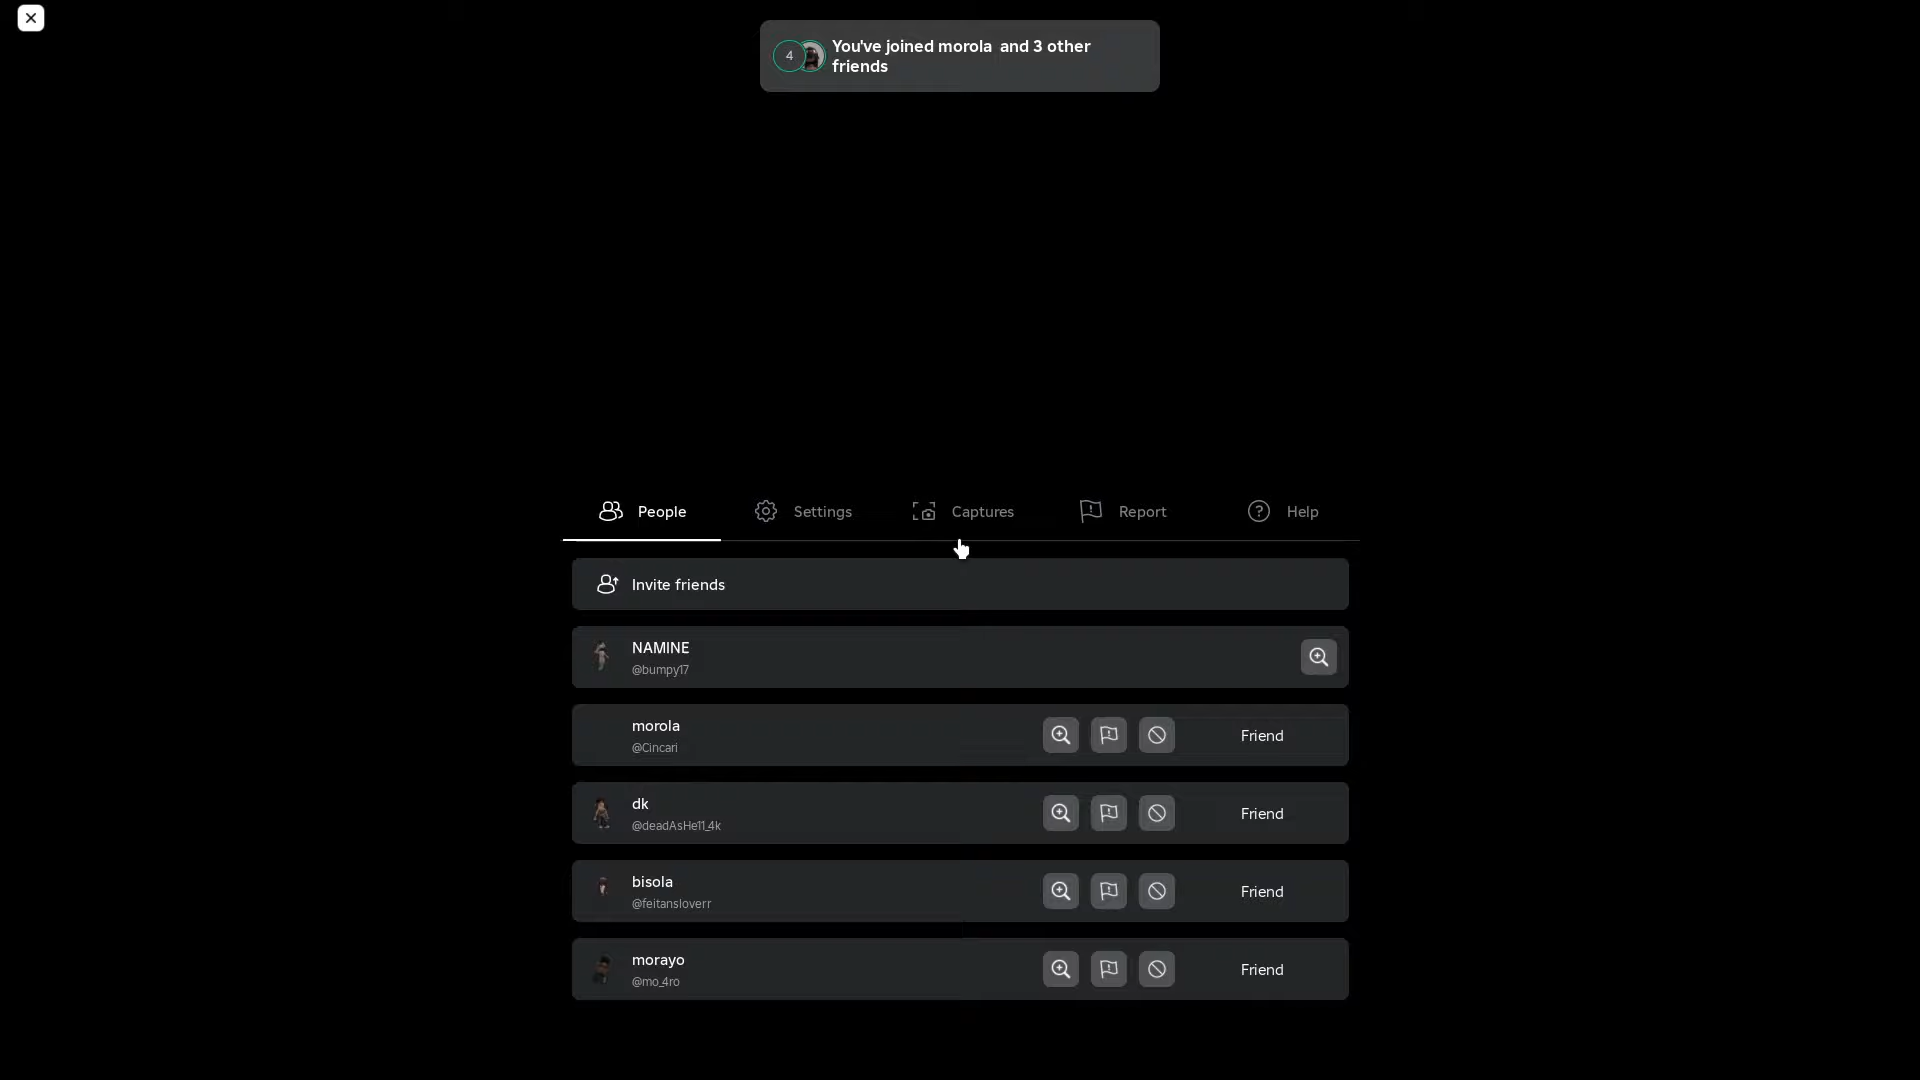 4
You've joined morola and 3 other
friends
People
Settings
Captures
Report
Help
Invite friends
NAMINE
@bumpy17
morola
@Cincari
Friend
dk
@deadAsHe11_4k
Friend
bisola
@feitansloverr
Friend
morayo
@mo_4ro
Friend